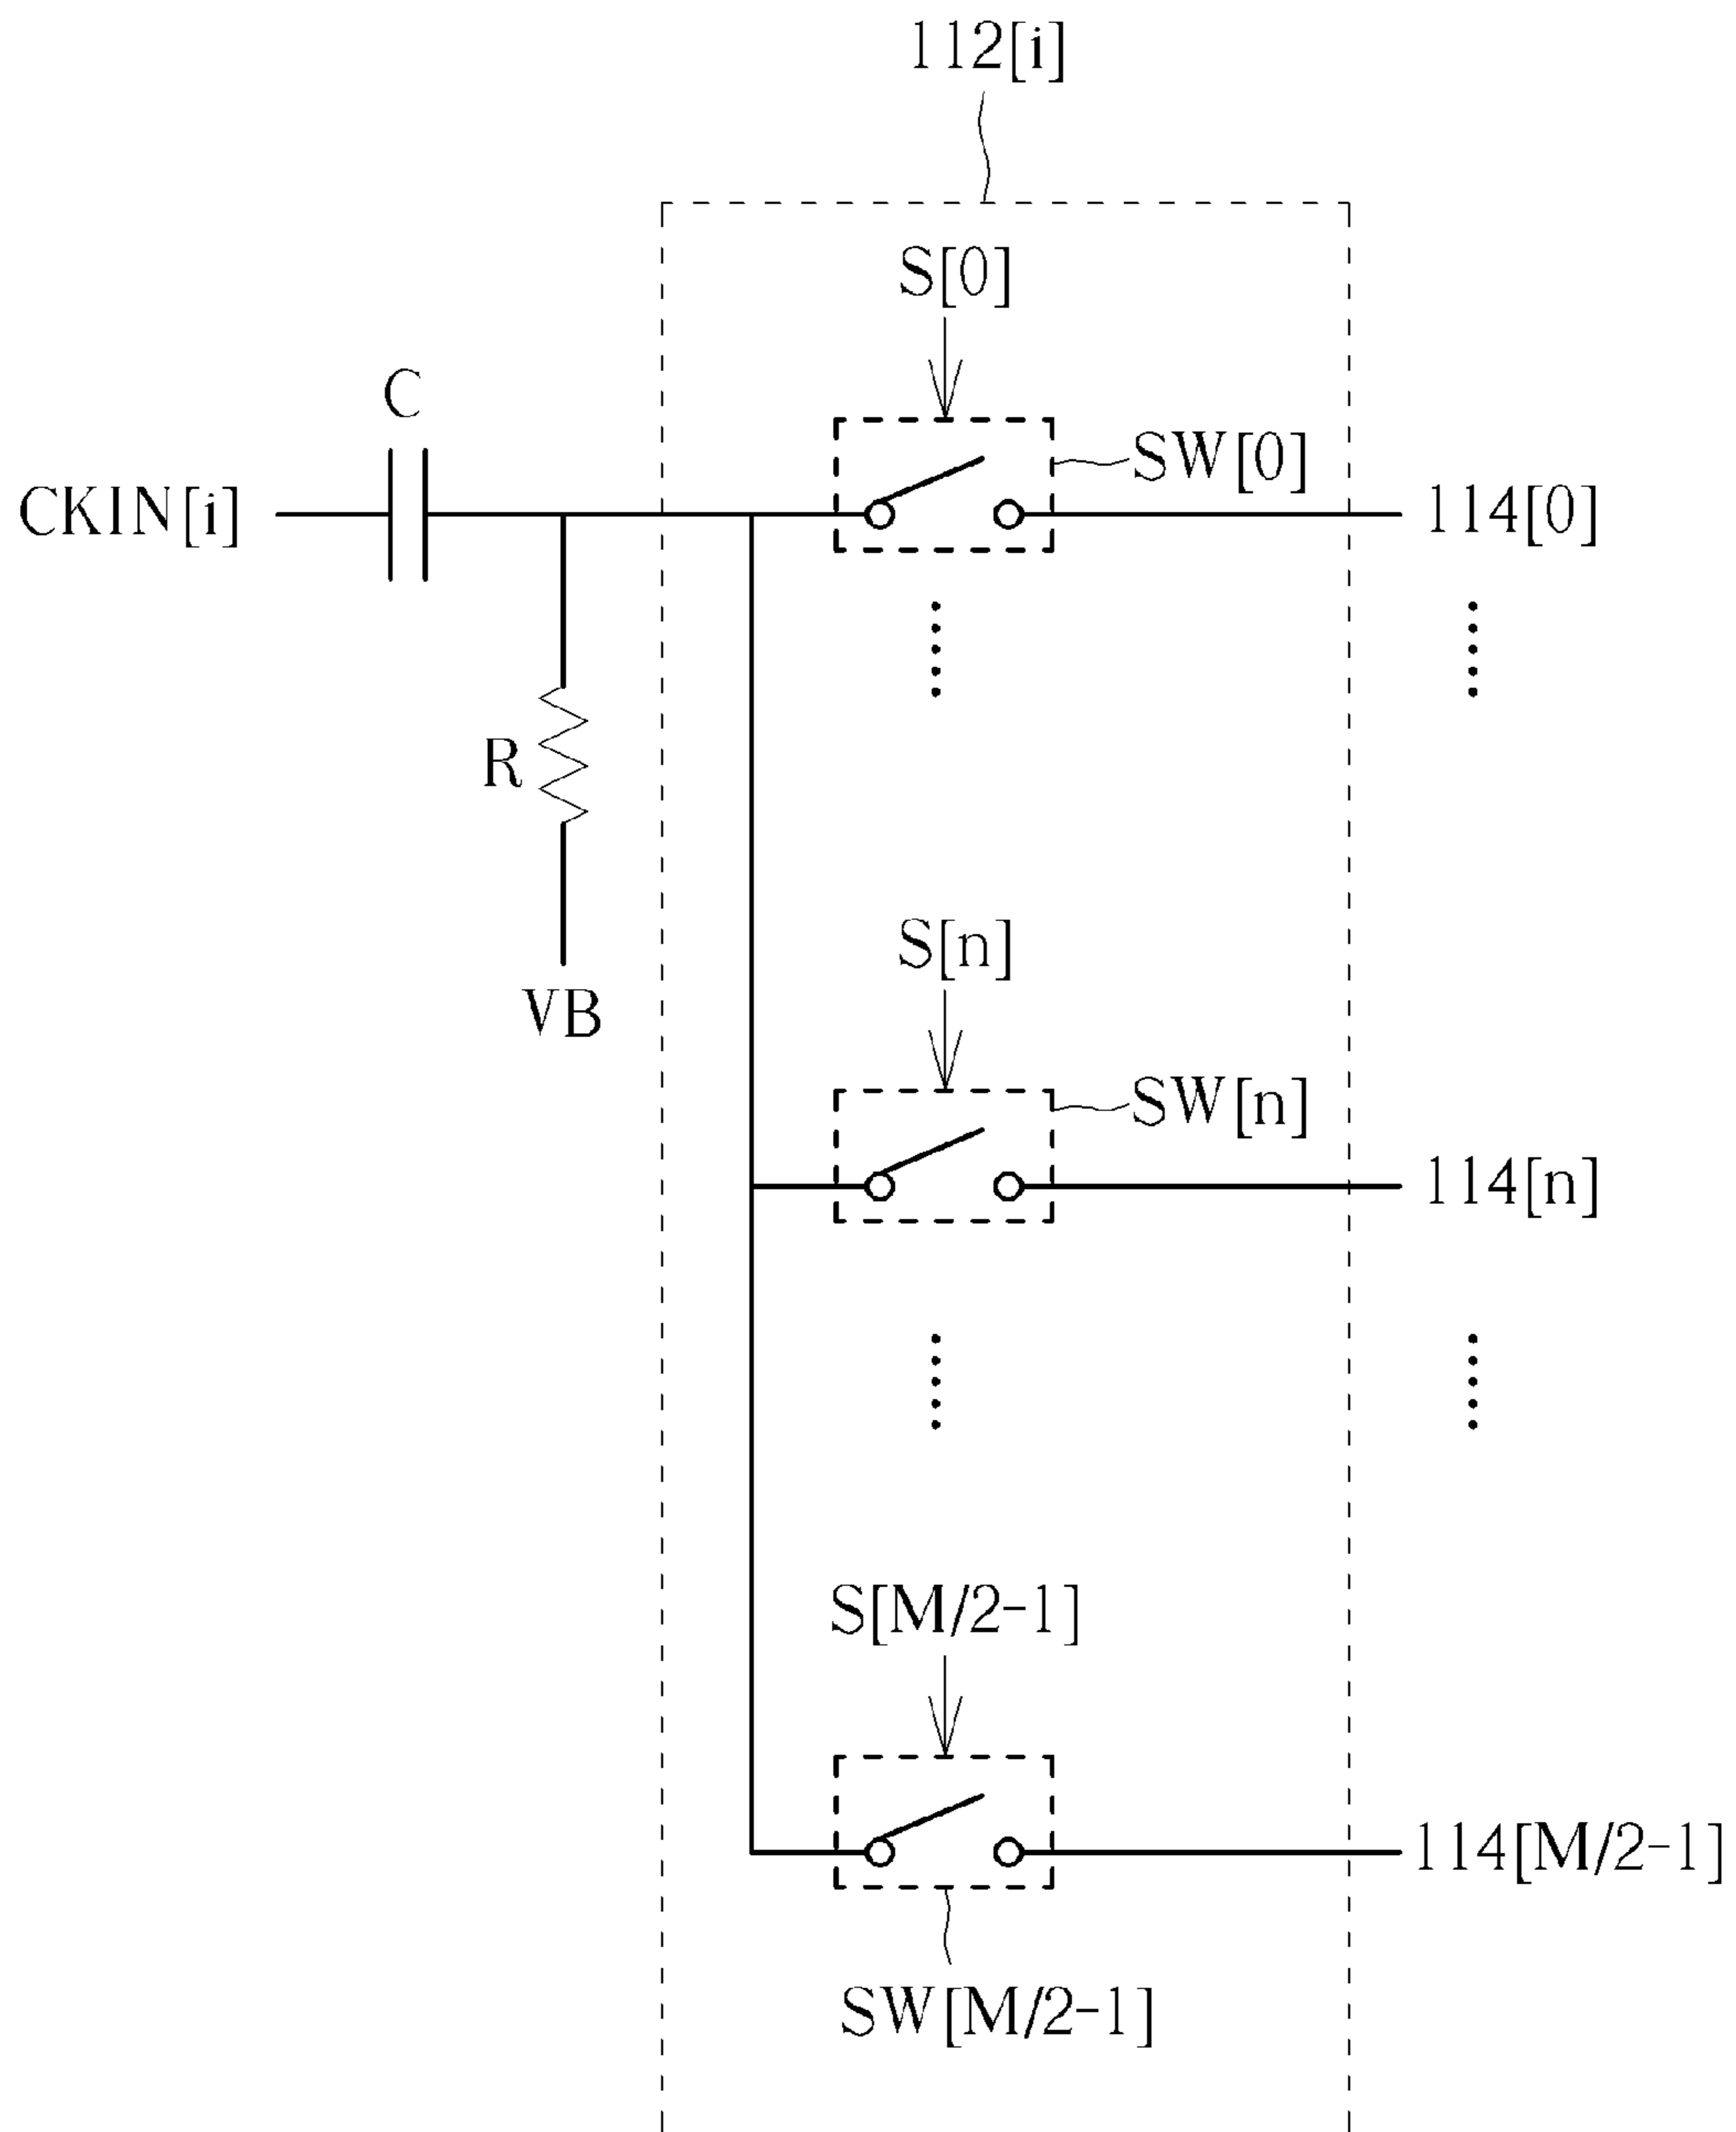 112[i]
S[0]
C
SW[0]
CKIN[i]
114[0]
R
S[n]
VB
SW[n]
114[n]
S[M/2-1]
114[M/2-1]
SW[M/2-1]